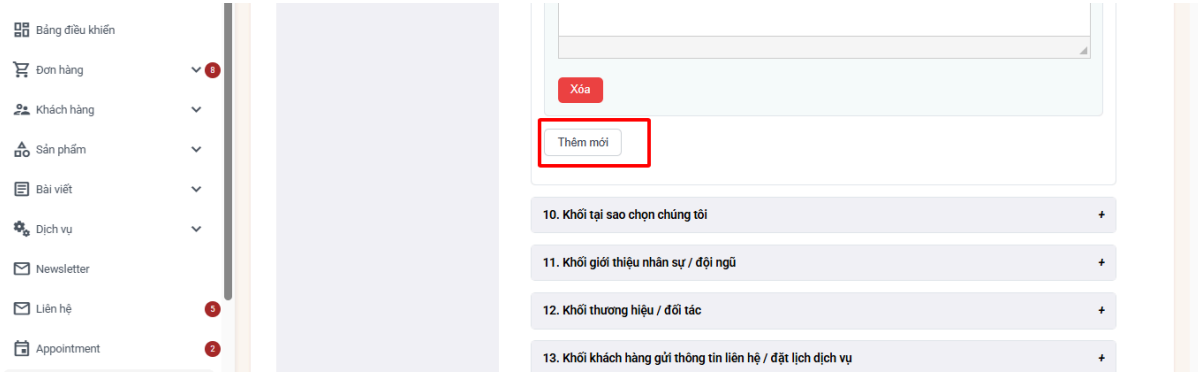 Bảng điều khiển
Đơn hàng
8
Khách hàng
Sản phẩm
Bài viết
Dịch vụ
Newsletter
Liên hệ
5
Appointment
2
Xóa
Thêm mới
10. Khối tại sao chọn chúng tôi
+
11. Khối giới thiệu nhân sự / đội ngũ
+
12. Khối thương hiệu / đối tác
+
13. Khối khách hàng gửi thông tin liên hệ / đặt lịch dịch vụ
+